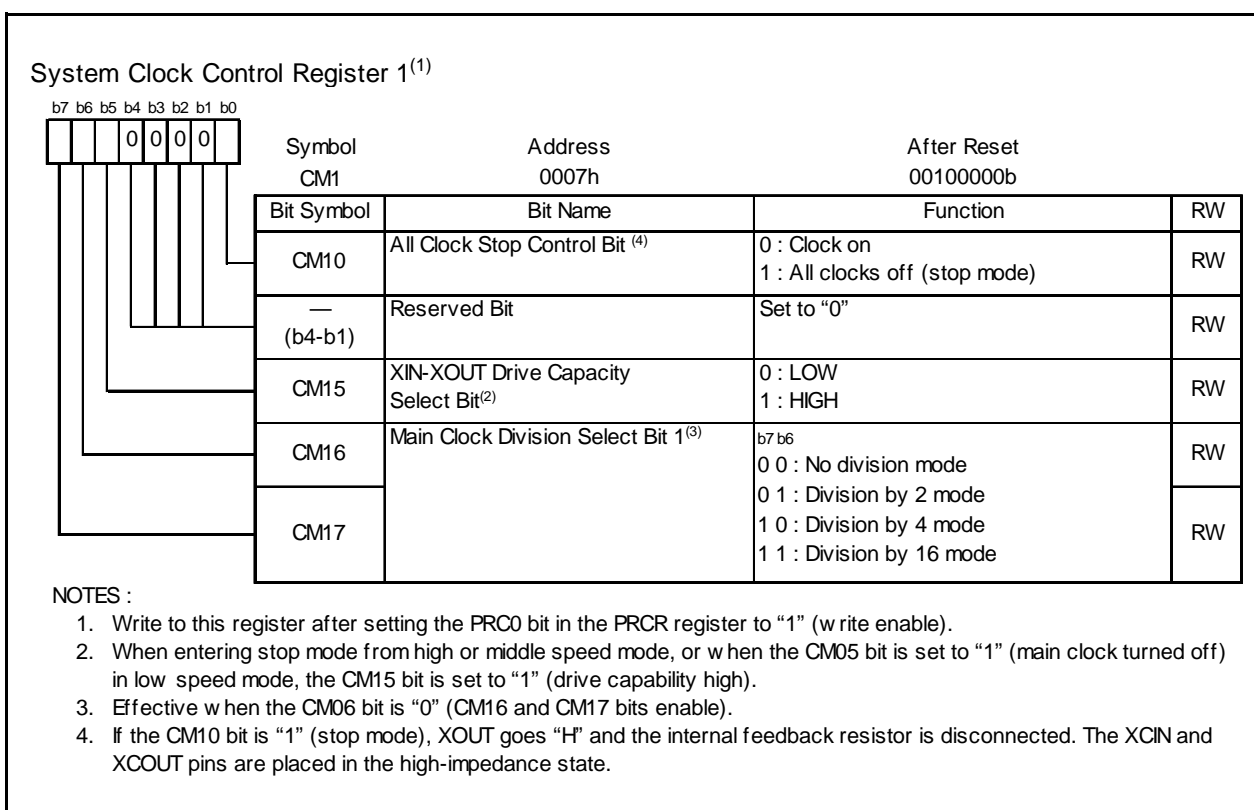 System Clock Control Register 1(1)
b7 b6 b5 b4 b3 b2 b1 b0
0 0 0 0
Symbol Address After Reset
CM1 0007h 00100000b
Bit Symbol Bit Name Function RW
CM10 All Clock Stop Control Bit (4) 0 : Clock on RW
1 : All clocks off (stop mode)
— Reserved Bit Set to “0” RW
(b4-b1)
CM15 XIN-XOUT Drive Capacity 0 : LOW RW
Select Bit(2) 1 : HIGH
CM16 Main Clock Division Select Bit 1(3) b7 b6 RW
0 0 : No division mode
0 1 : Division by 2 mode
CM17 1 0 : Division by 4 mode RW
1 1 : Division by 16 mode
NOTES :
1. Write to this register after setting the PRC0 bit in the PRCR register to “1” (write enable).
2. When entering stop mode from high or middle speed mode, or when the CM05 bit is set to “1” (main clock turned off)
in low speed mode, the CM15 bit is set to “1” (drive capability high).
3. Effective when the CM06 bit is “0” (CM16 and CM17 bits enable).
4. If the CM10 bit is “1” (stop mode), XOUT goes “H” and the internal feedback resistor is disconnected. The XCIN and
XCOUT pins are placed in the high-impedance state.